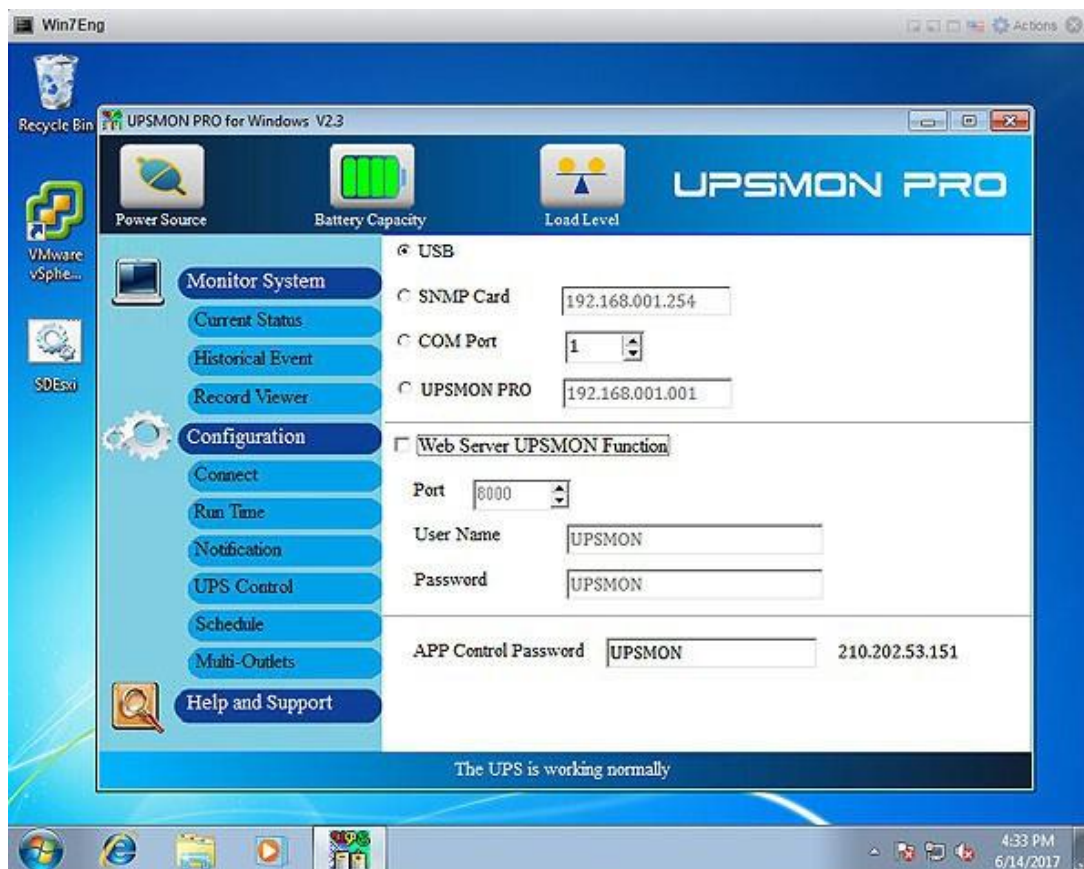 Win7Eng
Actions
Recycle Bin
UPSMON PRO for Windows V2.3
Power Source
Battery Capacity
Load Level
UPSMON PRO
VMware
vSphe...
SDEsxi
Monitor System
Current Status
Historical Event
Record Viewer
Configuration
Connect
Run Time
Notification
UPS Control
Schedule
Multi-Outlets
Help and Support
USB
SNMP Card 192.168.001.254
COM Port 1
UPSMON PRO 192.168.001.001
Web Server UPSMON Function
Port 8000
User Name UPSMON
Password UPSMON
APP Control Password UPSMON 210.202.53.151
The UPS is working normally
4:33 PM
6/14/2017